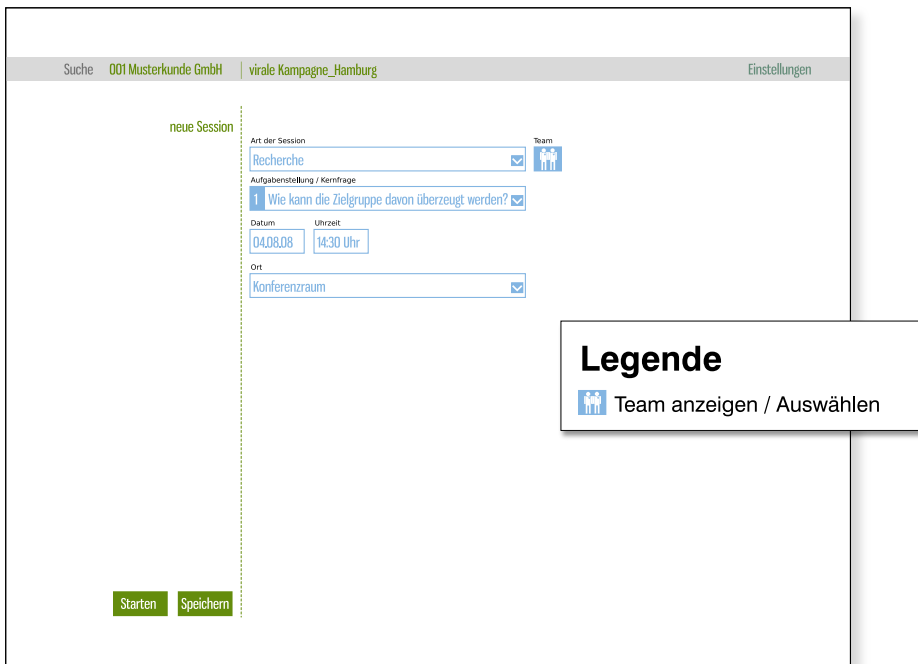 Suche 001 Musterkunde GmbH virale Kampagne_Hamburg Einstellungen
neue Session
Art der Session Team
Recherche
Aufgabenstellung / Kernfrage
1 Wie kann die Zielgruppe davon überzeugt werden?
Datum Uhrzeit
04.08.08 14:30 Uhr
Ort
Konferenzraum
Legende
Team anzeigen / Auswählen
Starten Speichern